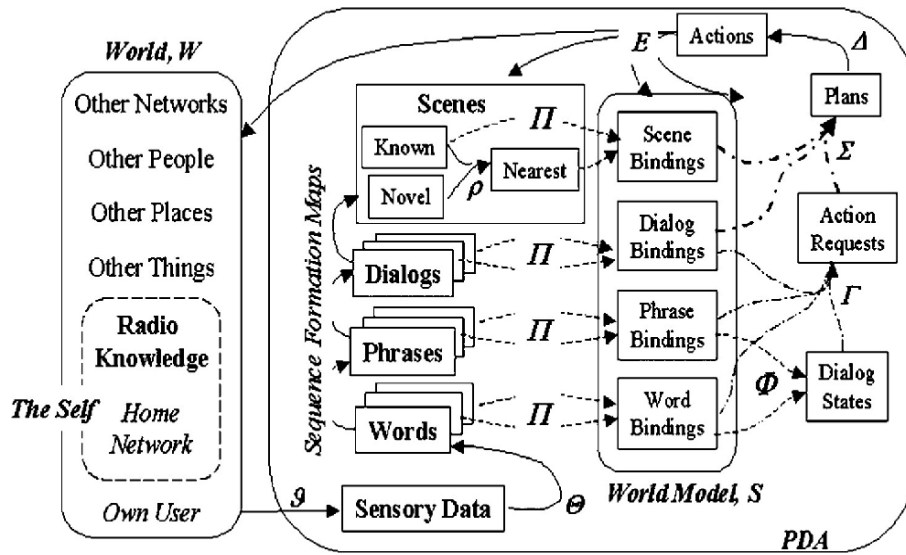 World, W
Other Networks
Other People
Other Places
Other Things
Radio
Knowledge
The Self
Home
Network
Own User
ϑ
Sequence Formation Maps
Scenes
Known
Novel
ρ
Nearest
Dialogs
Phrases
Words
Sensory Data
Θ
Π
Π
Π
Π
E
Actions
Δ
Plans
Σ
Scene
Bindings
Dialog
Bindings
Phrase
Bindings
Word
Bindings
World Model, S
Action
Requests
Γ
Φ
Dialog
States
PDA